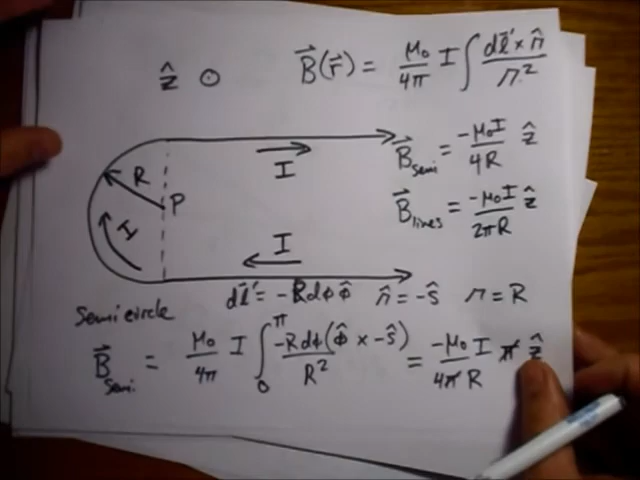 ẑ ⊙ B⃗(r⃗) = μ₀/4π I ∫ dl⃗′ × 𝓇̂ / 𝓇²
R
P
I
I
I
B⃗semi = -μ₀I/4R ẑ
B⃗lines = -μ₀I/2πR ẑ
dl⃗′ = -Rdϕ ϕ̂ 𝓇̂ = -ŝ 𝓇 = R
Semicircle
B⃗semi = μ₀/4π I ∫₀^π -Rdϕ(ϕ̂ × -ŝ)/R² = -μ₀I/4πR π ẑ